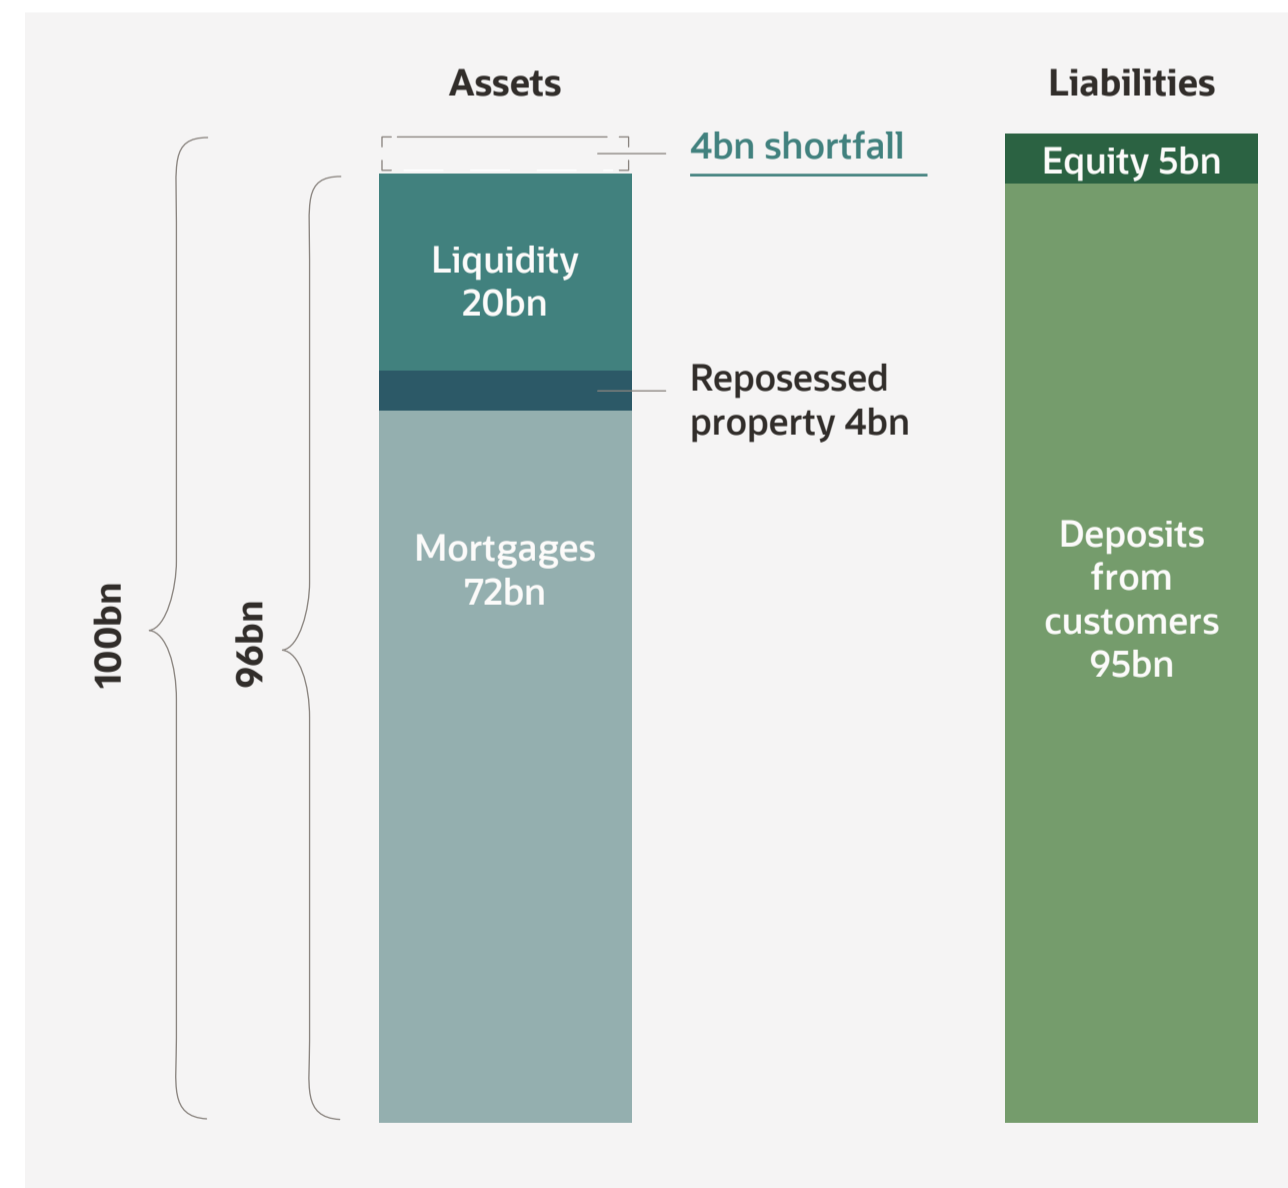 Assets
Liabilities
4bn shortfall
Equity 5bn
Liquidity
20bn
Reposessed
property 4bn
Mortgages
72bn
Deposits
from
customers
95bn
100bn
96bn